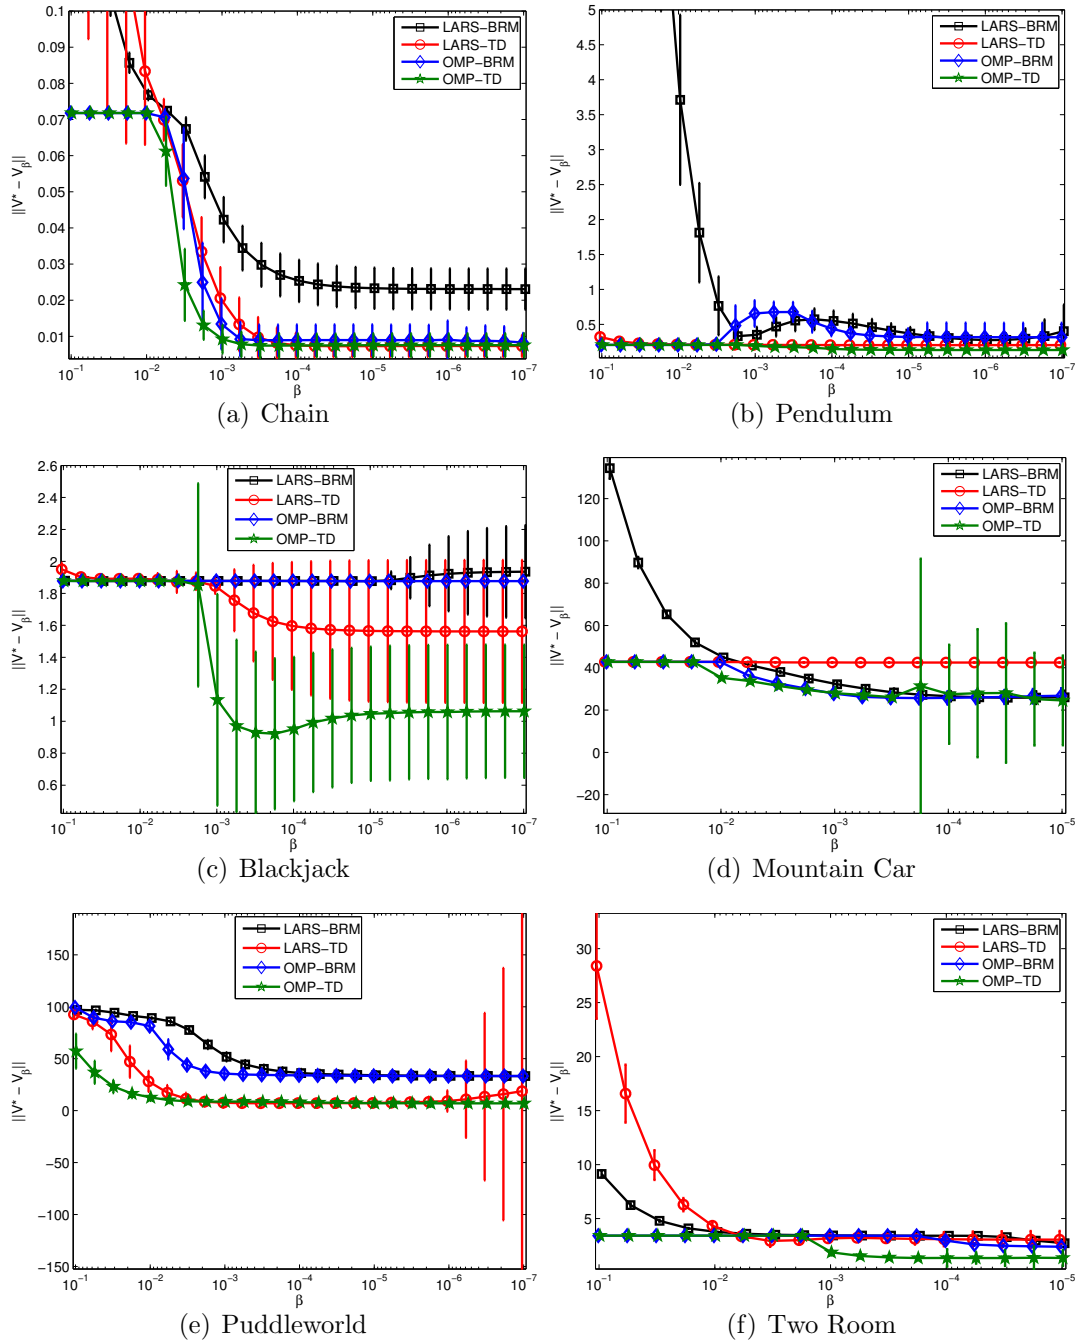 0.1
0.09
0.08
0.07
0.06
0.05
0.04
0.03
0.02
0.01
||V* − V_β||
LARS−BRM
LARS−TD
OMP−BRM
OMP−TD
10^−1 10^−2 10^−3 10^−4 10^−5 10^−6 10^−7
β
(a) Chain
5
4.5
4
3.5
3
2.5
2
1.5
1
0.5
||V* − V_β||
LARS−BRM
LARS−TD
OMP−BRM
OMP−TD
10^−1 10^−2 10^−3 10^−4 10^−5 10^−6 10^−7
β
(b) Pendulum
2.6
2.4
2.2
2
1.8
1.6
1.4
1.2
1
0.8
0.6
||V* − V_β||
LARS−BRM
LARS−TD
OMP−BRM
OMP−TD
10^−1 10^−2 10^−3 10^−4 10^−5 10^−6 10^−7
β
(c) Blackjack
120
100
80
60
40
20
0
−20
||V* − V_β||
LARS−BRM
LARS−TD
OMP−BRM
OMP−TD
10^−1 10^−2 10^−3 10^−4 10^−5
β
(d) Mountain Car
150
100
50
0
−50
−100
−150
||V* − V_β||
LARS−BRM
LARS−TD
OMP−BRM
OMP−TD
10^−1 10^−2 10^−3 10^−4 10^−5 10^−6 10^−7
β
(e) Puddleworld
30
25
20
15
10
5
||V* − V_β||
LARS−BRM
LARS−TD
OMP−BRM
OMP−TD
10^−1 10^−2 10^−3 10^−4 10^−5
β
(f) Two Room